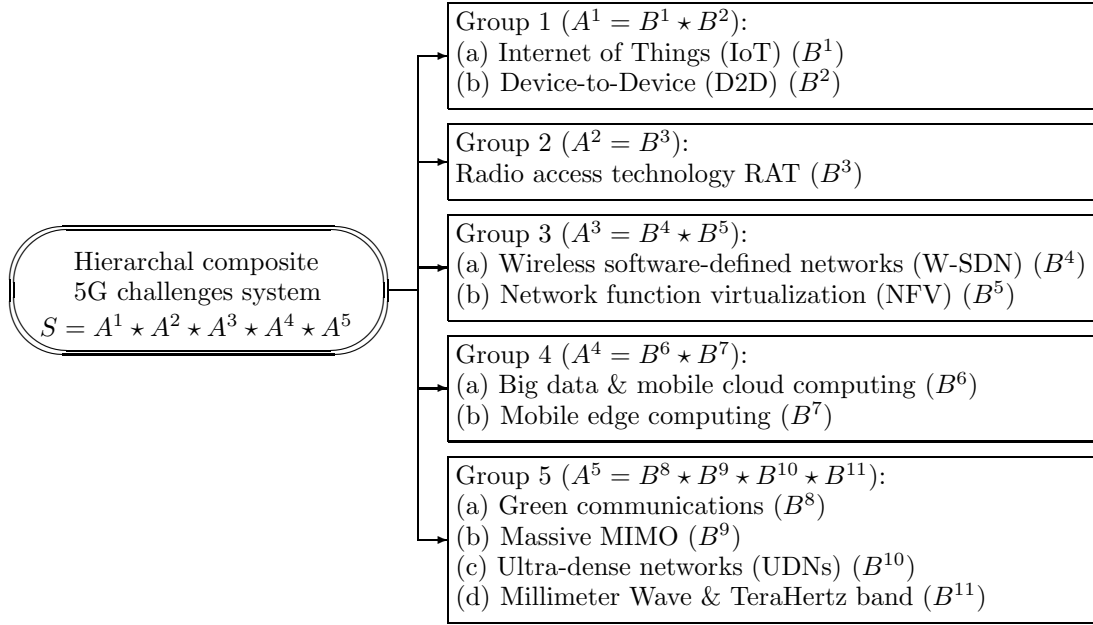 Hierarchal composite
5G challenges system
S = A¹ ⋆ A² ⋆ A³ ⋆ A⁴ ⋆ A⁵
Group 1 (A¹ = B¹ ⋆ B²):
(a) Internet of Things (IoT) (B¹)
(b) Device-to-Device (D2D) (B²)
Group 2 (A² = B³):
Radio access technology RAT (B³)
Group 3 (A³ = B⁴ ⋆ B⁵):
(a) Wireless software-defined networks (W-SDN) (B⁴)
(b) Network function virtualization (NFV) (B⁵)
Group 4 (A⁴ = B⁶ ⋆ B⁷):
(a) Big data & mobile cloud computing (B⁶)
(b) Mobile edge computing (B⁷)
Group 5 (A⁵ = B⁸ ⋆ B⁹ ⋆ B¹⁰ ⋆ B¹¹):
(a) Green communications (B⁸)
(b) Massive MIMO (B⁹)
(c) Ultra-dense networks (UDNs) (B¹⁰)
(d) Millimeter Wave & TeraHertz band (B¹¹)